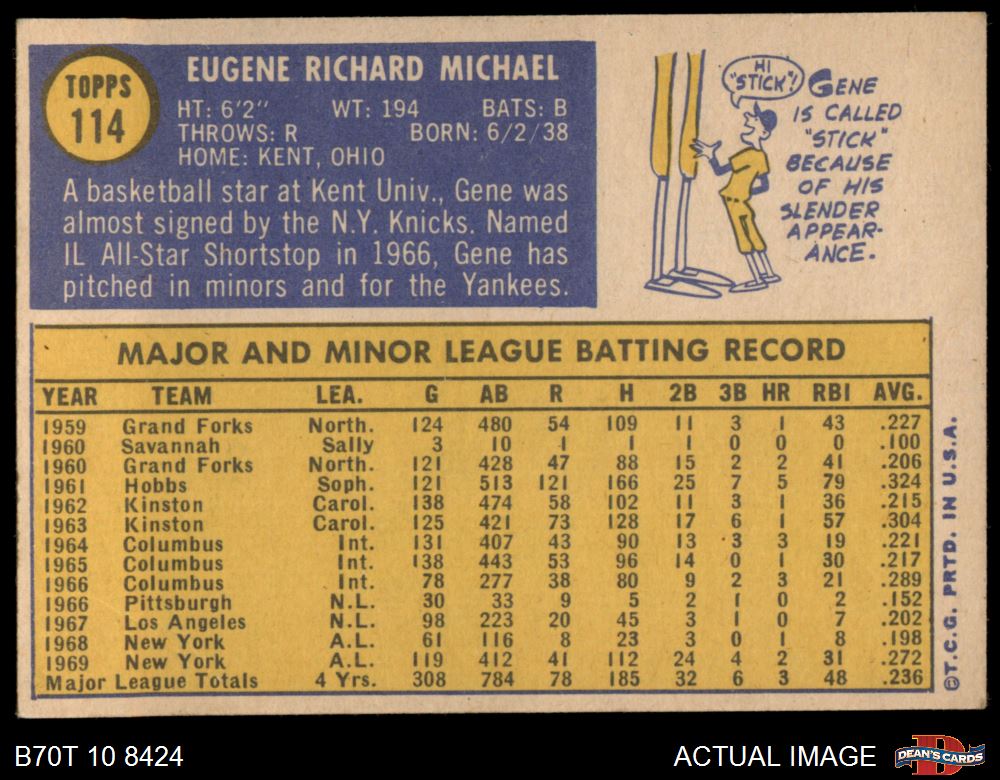 TOPPS
114
EUGENE RICHARD MICHAEL
HT: 6'2" WT: 194 BATS: B
THROWS: R BORN: 6/2/38
HOME: KENT, OHIO
A basketball star at Kent Univ., Gene was
almost signed by the N.Y. Knicks. Named
IL All-Star Shortstop in 1966, Gene has
pitched in minors and for the Yankees.
HI
"STICK"!
GENE
IS CALLED
"STICK"
BECAUSE
OF HIS
SLENDER
APPEAR-
ANCE.
MAJOR AND MINOR LEAGUE BATTING RECORD
YEAR TEAM LEA. G AB R H 2B 3B HR RBI AVG.
1959 Grand Forks North. 124 480 54 109 11 3 1 43 .227
1960 Savannah Sally 3 10 1 1 1 0 0 0 .100
1960 Grand Forks North. 121 428 47 88 15 2 2 41 .206
1961 Hobbs Soph. 121 513 121 166 25 7 5 79 .324
1962 Kinston Carol. 138 474 58 102 11 3 1 36 .215
1963 Kinston Carol. 125 421 73 128 17 6 1 57 .304
1964 Columbus Int. 131 407 43 90 13 3 3 19 .221
1965 Columbus Int. 138 443 53 96 14 0 1 30 .217
1966 Columbus Int. 78 277 38 80 9 2 3 21 .289
1966 Pittsburgh N.L. 30 33 9 5 2 1 0 2 .152
1967 Los Angeles N.L. 98 223 20 45 3 1 0 7 .202
1968 New York A.L. 61 116 8 23 3 0 1 8 .198
1969 New York A.L. 119 412 41 112 24 4 2 31 .272
Major League Totals 4 Yrs. 308 784 78 185 32 6 3 48 .236
©T.C.G. PRTD. IN U.S.A.
B70T 10 8424
ACTUAL IMAGE
D
DEAN'S CARDS